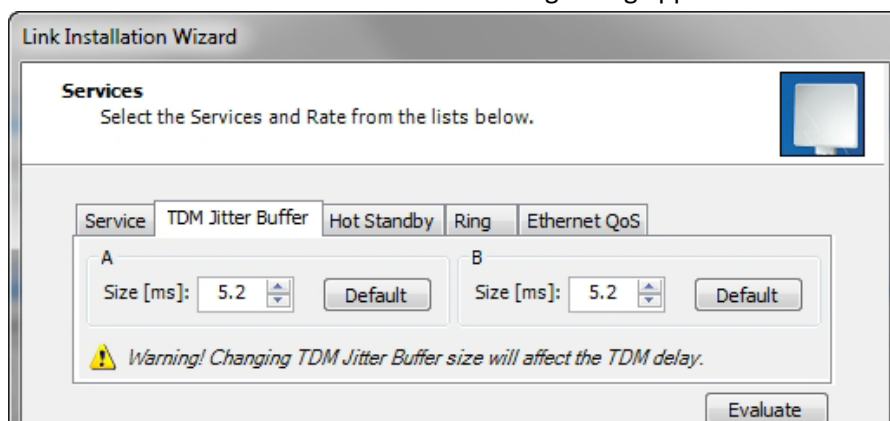 Link Installation Wizard
Services
Select the Services and Rate from the lists below.
Service TDM Jitter Buffer Hot Standby Ring Ethernet QoS
A B
Size [ms]: 5.2 Default Size [ms]: 5.2 Default
Warning! Changing TDM Jitter Buffer size will affect the TDM delay.
Evaluate